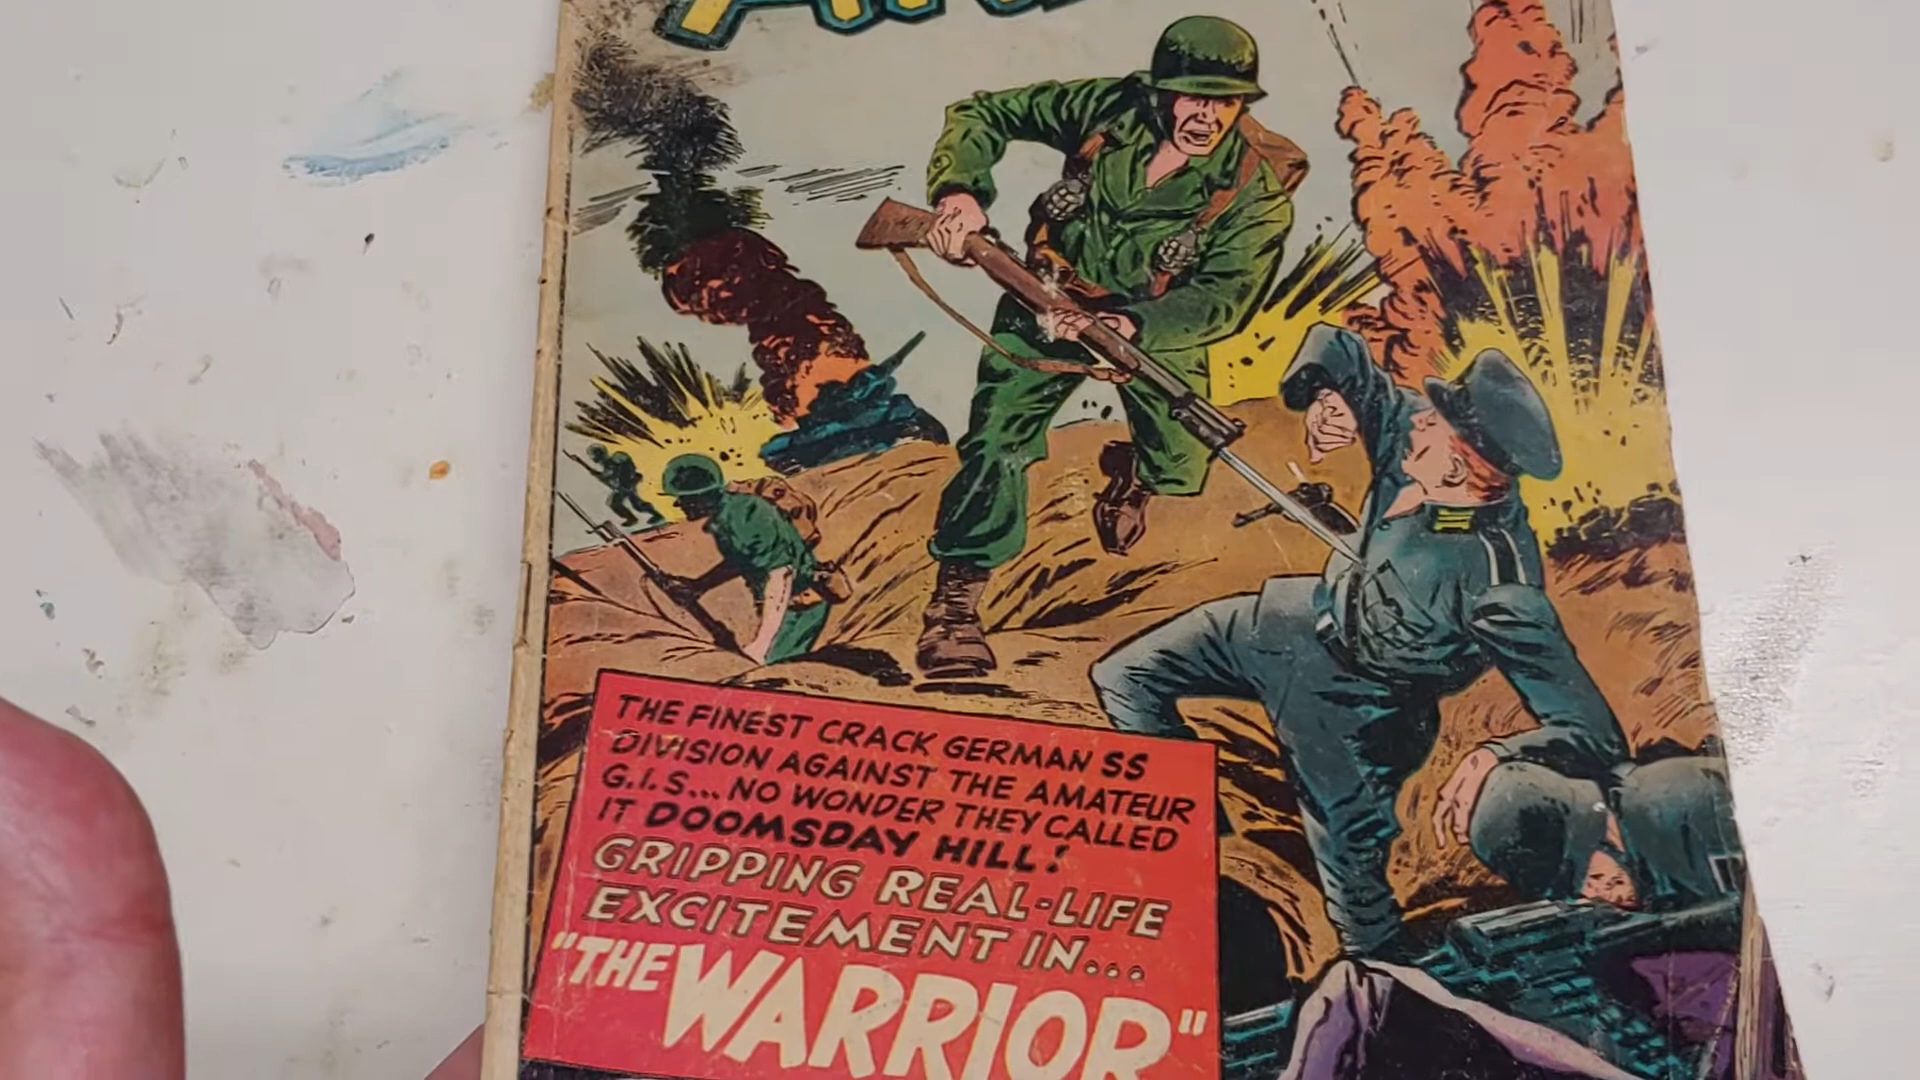 THE FINEST CRACK GERMAN SS
DIVISION AGAINST THE AMATEUR
G.I.S... NO WONDER THEY CALLED
IT DOOMSDAY HILL!
GRIPPING REAL-LIFE
EXCITEMENT IN...
"THE WARRIOR"